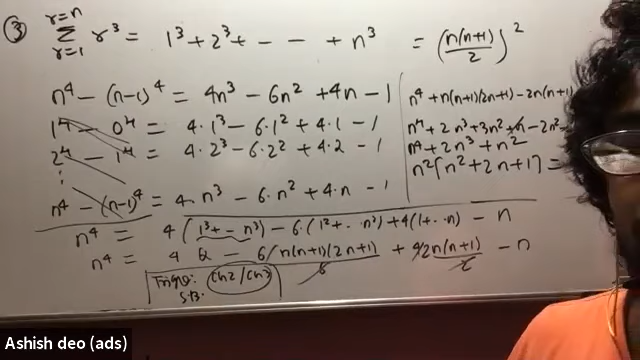 ③ r=n Σ r=1 r³ = 1³ + 2³ + - - - + n³ = (n(n+1)/2)²
n⁴ - (n-1)⁴ = 4n³ - 6n² + 4n - 1
1⁴ - 0⁴ = 4·1³ - 6·1² + 4·1 - 1
2⁴ - 1⁴ = 4·2³ - 6·2² + 4·2 - 1
⋮
n⁴ - (n-1)⁴ = 4·n³ - 6·n² + 4·n - 1
n⁴ = 4(1³ + - n³) - 6·(1² + ·· n²) + 4(1 + ·· n) - n
n⁴ = 4 - 6(n(n+1)(2n+1)/6 + 4/2n(n+1)/2 - n
n⁴ + n(n+1)(2n+1) - 2n(n+1)
n⁴ + 2n³ + 3n² + n - 2n² -
n⁴ + 2n³ + n²
n²(n² + 2n + 1) =
Trigno: Ch2/Ch3
S.B.
Ashish deo (ads)